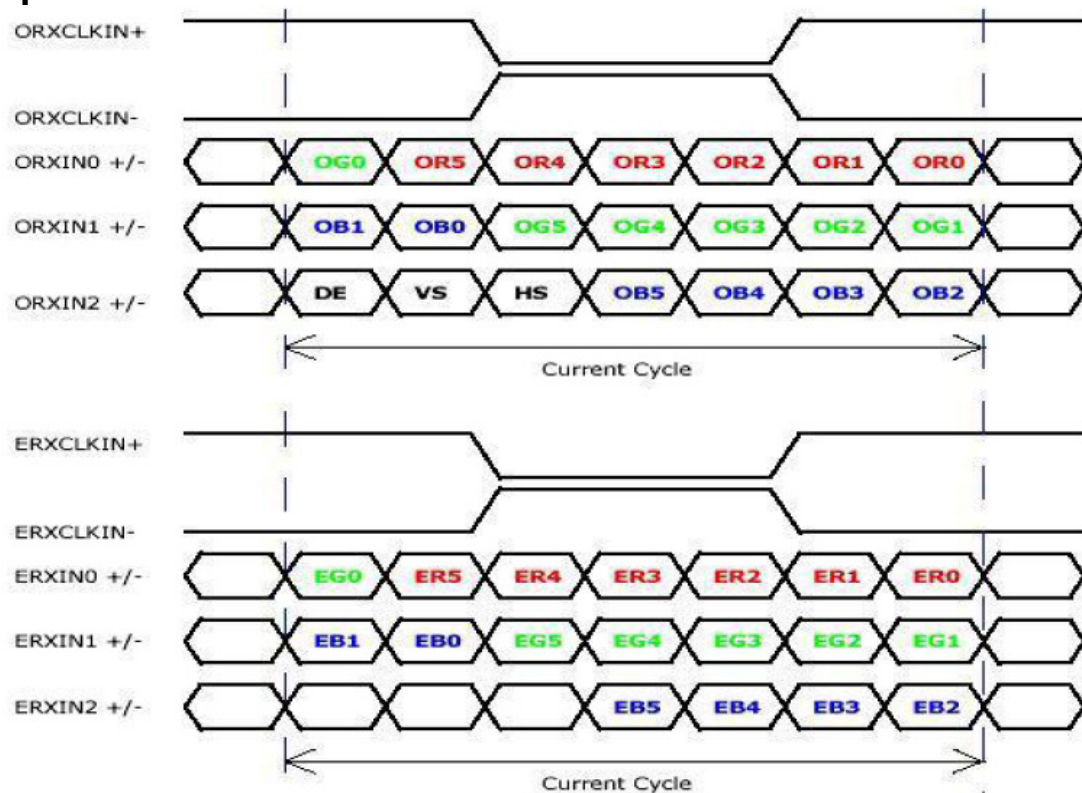 ORXCLKIN+
ORXCLKIN-
ORXIN0 +/- OG0 OR5 OR4 OR3 OR2 OR1 OR0
ORXIN1 +/- OB1 OB0 OG5 OG4 OG3 OG2 OG1
ORXIN2 +/- DE VS HS OB5 OB4 OB3 OB2
Current Cycle
ERXCLKIN+
ERXCLKIN-
ERXIN0 +/- EG0 ER5 ER4 ER3 ER2 ER1 ER0
ERXIN1 +/- EB1 EB0 EG5 EG4 EG3 EG2 EG1
ERXIN2 +/- EB5 EB4 EB3 EB2
Current Cycle